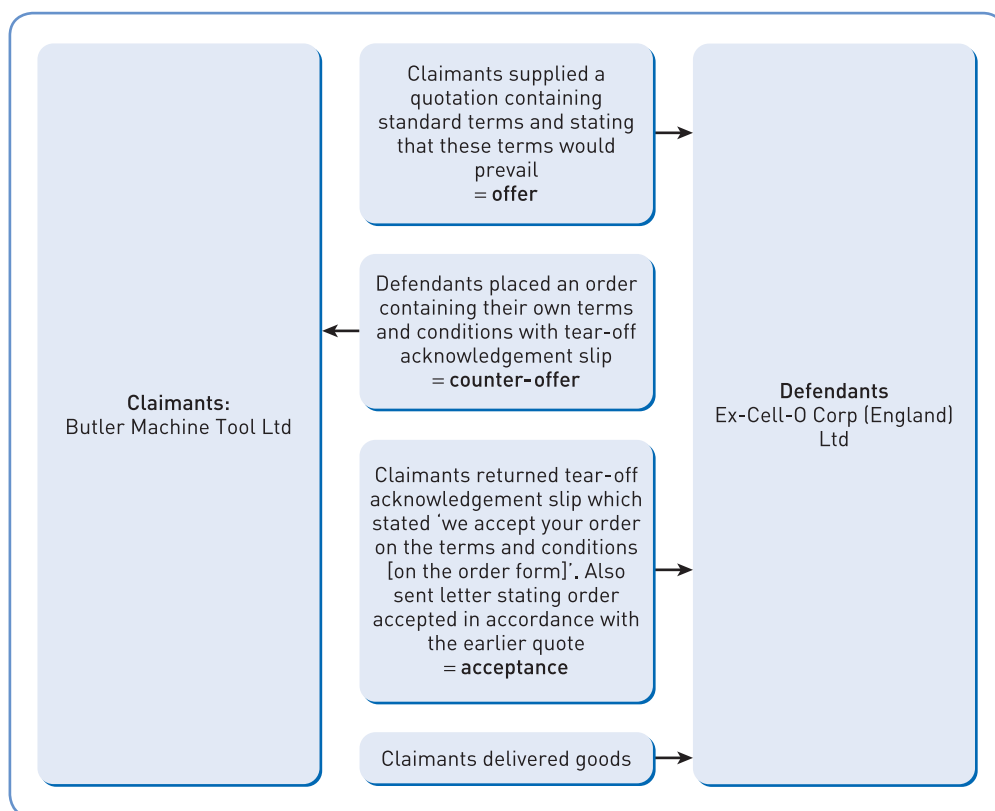 Claimants:
Butler Machine Tool Ltd
Claimants supplied a
quotation containing
standard terms and stating
that these terms would
prevail
= offer
Defendants placed an order
containing their own terms
and conditions with tear-off
acknowledgement slip
= counter-offer
Claimants returned tear-off
acknowledgement slip which
stated ‘we accept your order
on the terms and conditions
[on the order form]’. Also
sent letter stating order
accepted in accordance with
the earlier quote
= acceptance
Claimants delivered goods
Defendants
Ex-Cell-O Corp (England)
Ltd